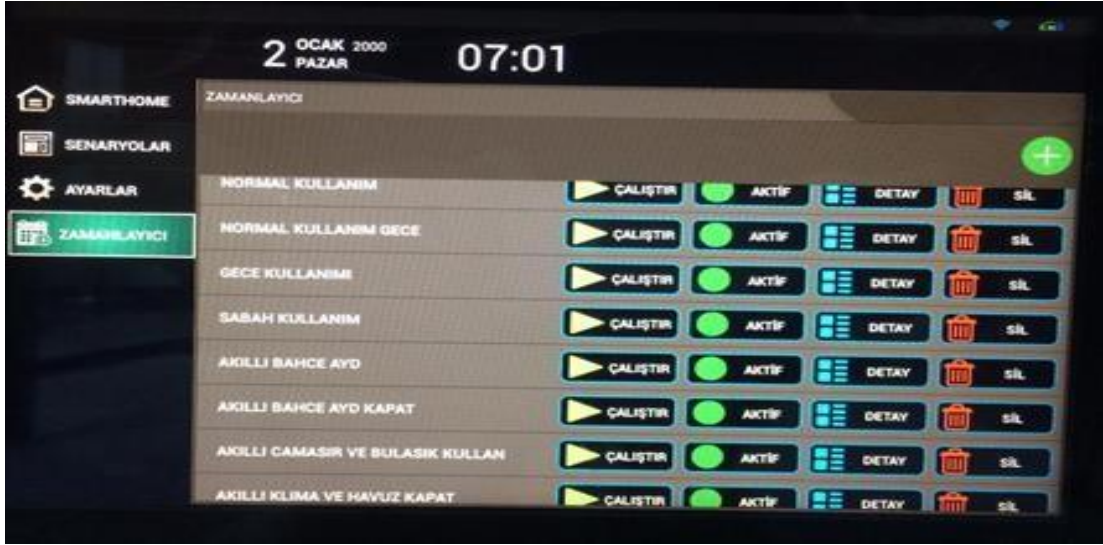 2 OCAK 2000
PAZAR
07:01
SMARTHOME
SENARYOLAR
AYARLAR
ZAMANLAYICI
ZAMANLAYICI
NORMAL KULLANIM ÇALIŞTIR AKTİF DETAY SİL
NORMAL KULLANIM GECE ÇALIŞTIR AKTİF DETAY SİL
GECE KULLANIMI ÇALIŞTIR AKTİF DETAY SİL
SABAH KULLANIM ÇALIŞTIR AKTİF DETAY SİL
AKILLI BAHCE AYD ÇALIŞTIR AKTİF DETAY SİL
AKILLI BAHCE AYD KAPAT ÇALIŞTIR AKTİF DETAY SİL
AKILLI CAMASIR VE BULASIK KULLAN ÇALIŞTIR AKTİF DETAY SİL
AKILLI KLIMA VE HAVUZ KAPAT ÇALIŞTIR AKTİF DETAY SİL